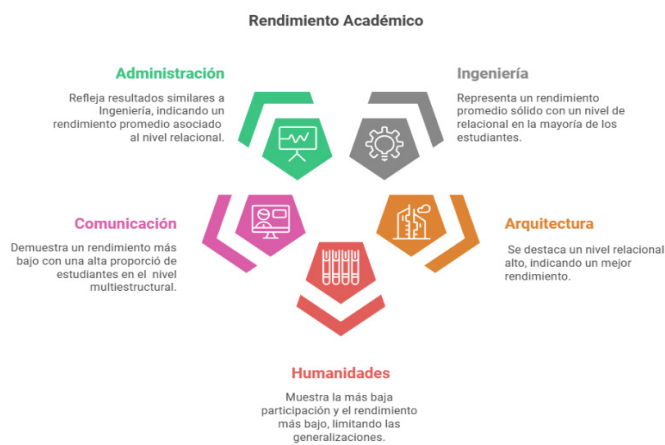 Rendimiento Académico
Administración
Refleja resultados similares a
Ingeniería, indicando un
rendimiento promedio asociado
al nivel relacional.
Ingeniería
Representa un rendimiento
promedio sólido con un nivel de
relacional en la mayoría de los
estudiantes.
Comunicación
Demuestra un rendimiento más
bajo con una alta proporció de
estudiantes en el nivel
multiestructural.
Arquitectura
Se destaca un nivel relacional
alto, indicando un mejor
rendimiento.
Humanidades
Muestra la más baja
participación y el rendimiento
más bajo, limitando las
generalizaciones.